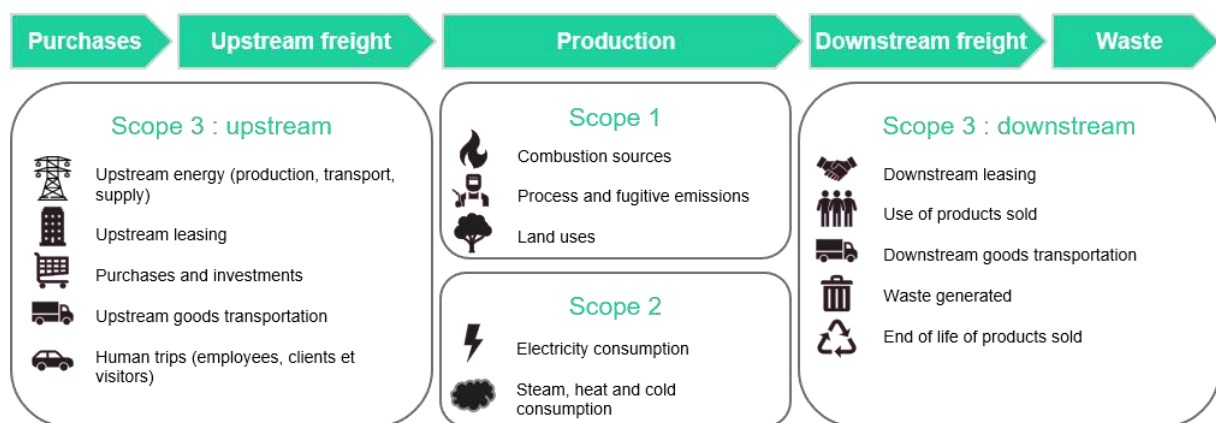 Purchases
Upstream freight
Production
Downstream freight
Waste
Scope 3 : upstream
Upstream energy (production, transport,
supply)
Upstream leasing
Purchases and investments
Upstream goods transportation
Human trips (employees, clients et
visitors)
Scope 1
Combustion sources
Process and fugitive emissions
Land uses
Scope 2
Electricity consumption
Steam, heat and cold
consumption
Scope 3 : downstream
Downstream leasing
Use of products sold
Downstream goods transportation
Waste generated
End of life of products sold